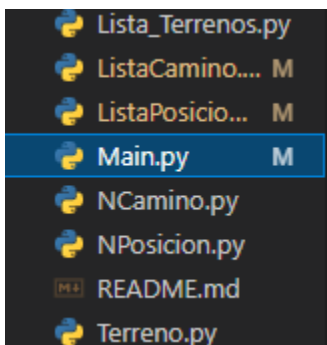 Lista_Terrenos.py
ListaCamino.... M
ListaPosicio... M
Main.py M
NCamino.py
NPosicion.py
README.md
Terreno.py